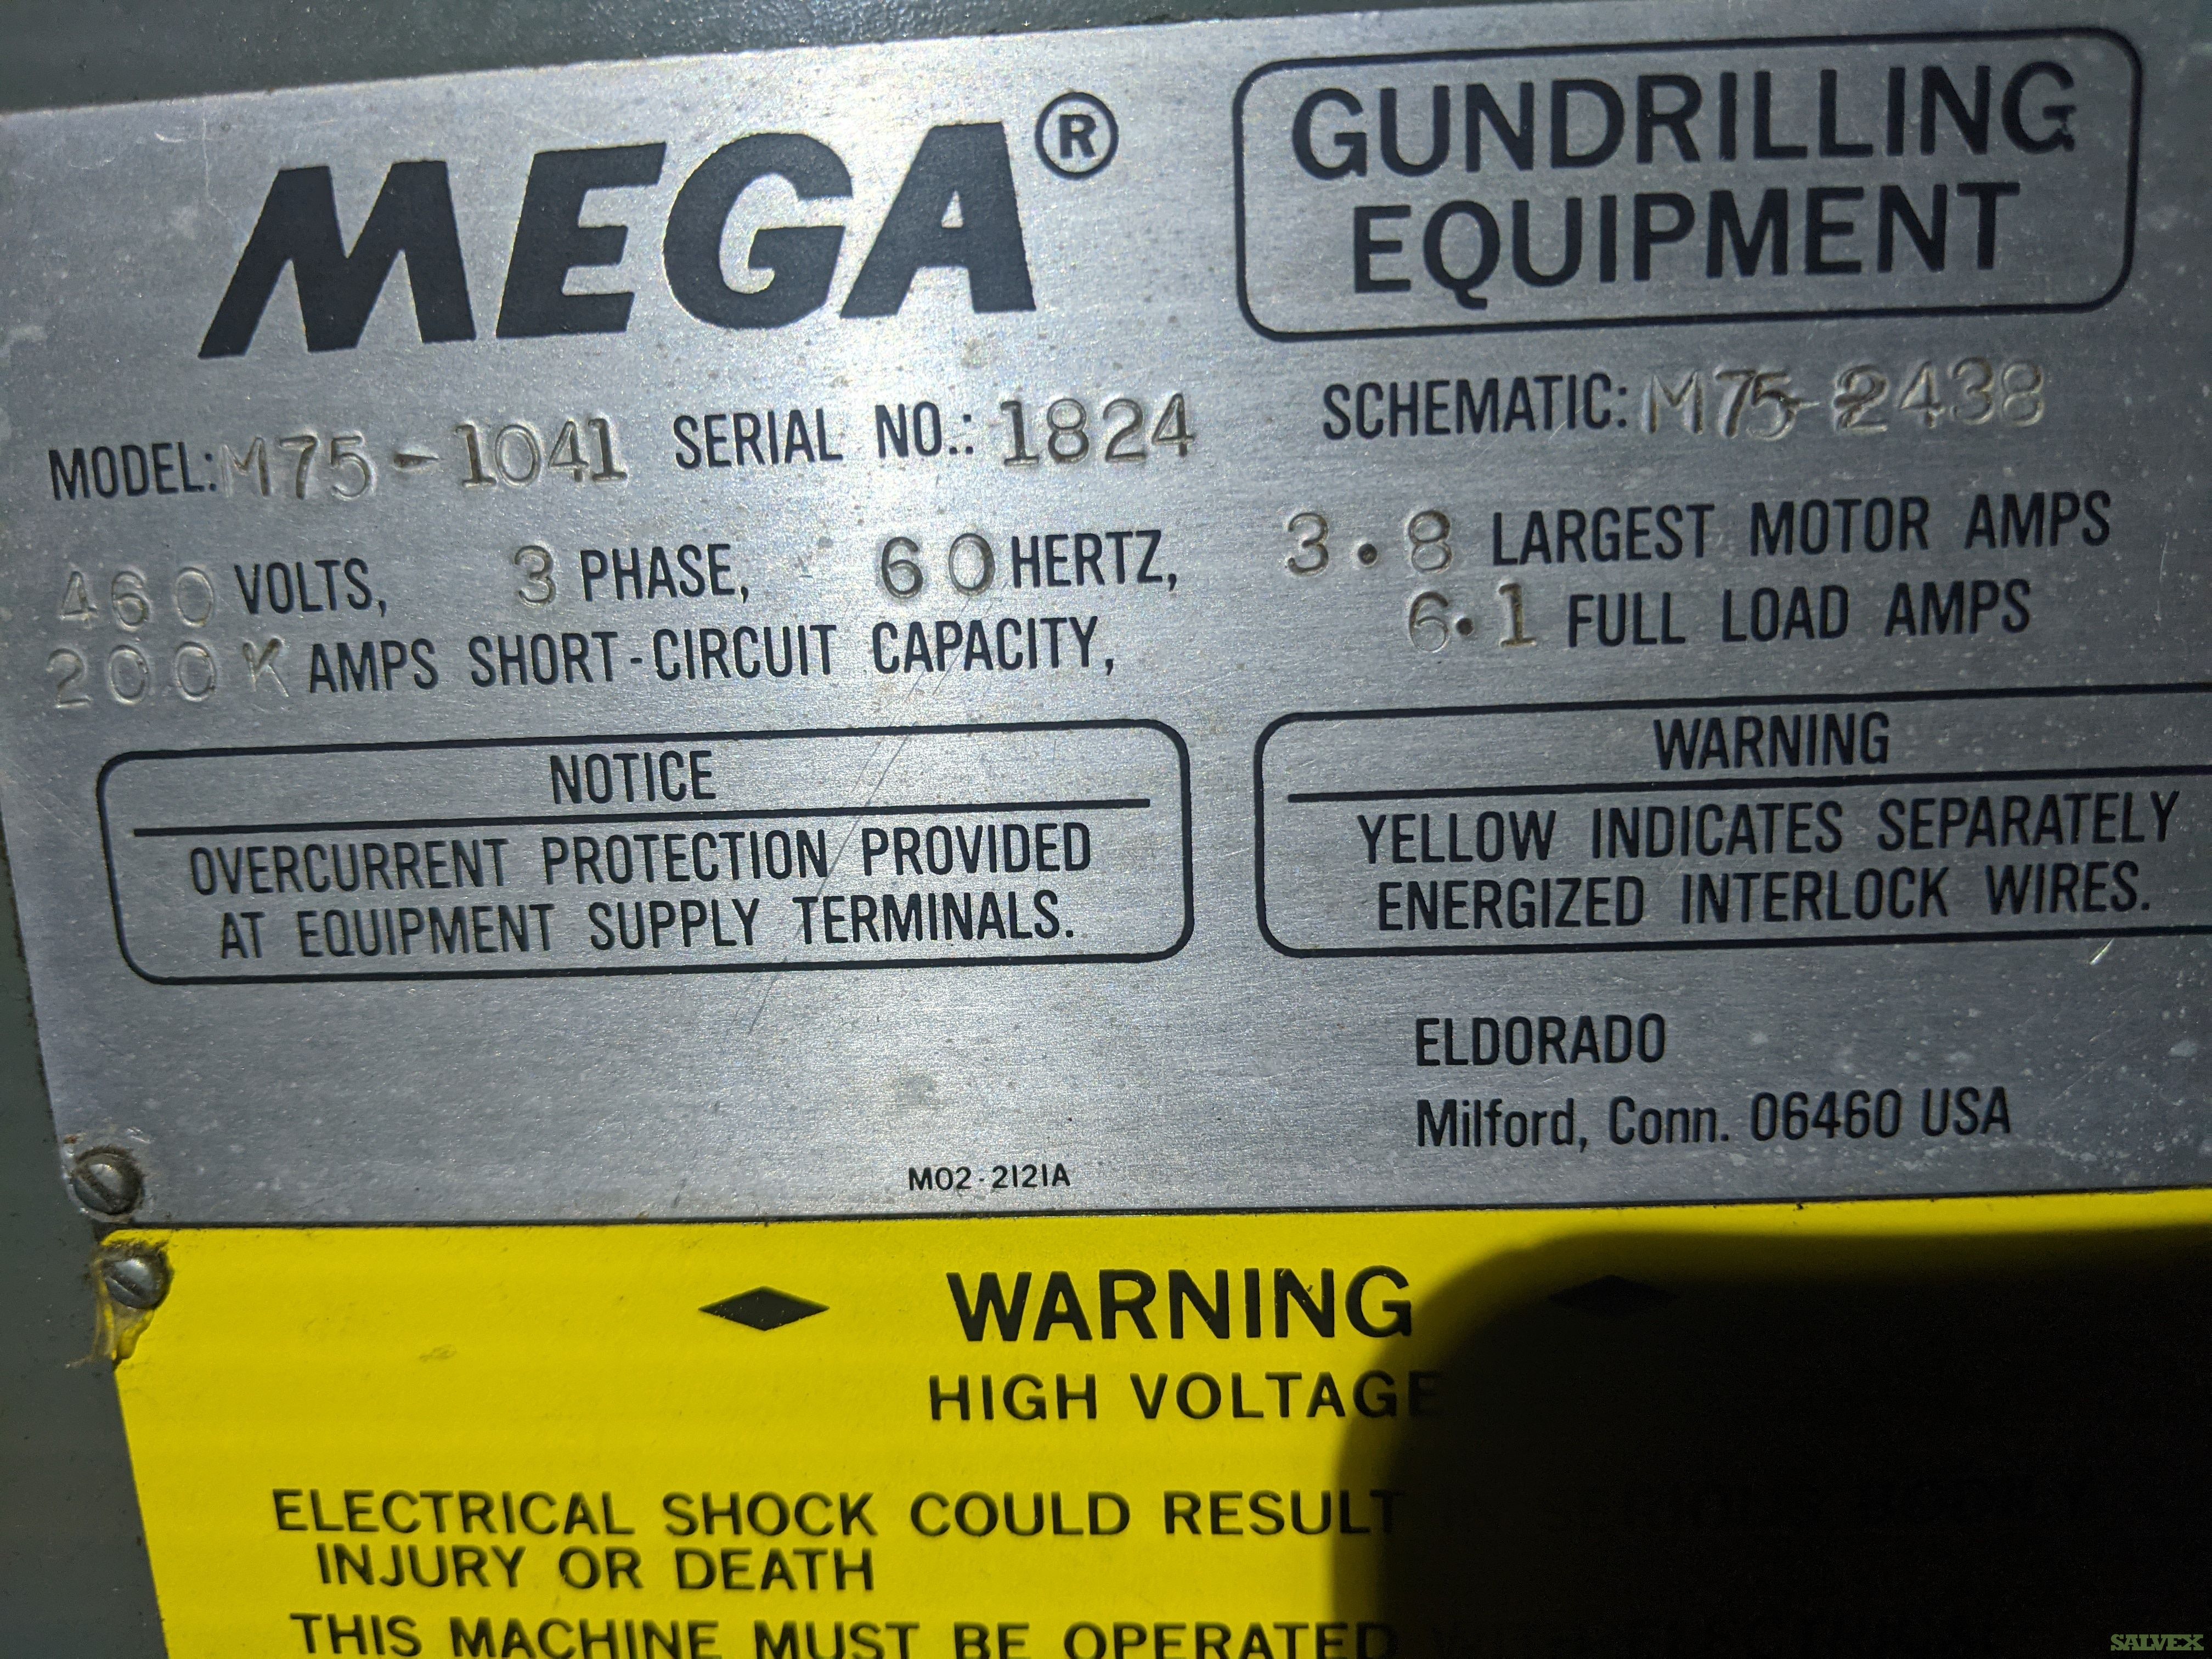 MEGA®
GUNDRILLING
EQUIPMENT
MODEL: M75-1041 SERIAL NO.: 1824
SCHEMATIC: M75-2438
460 VOLTS, 3 PHASE, 60 HERTZ,
3.8 LARGEST MOTOR AMPS
200K AMPS SHORT-CIRCUIT CAPACITY,
6.1 FULL LOAD AMPS
NOTICE
OVERCURRENT PROTECTION PROVIDED
AT EQUIPMENT SUPPLY TERMINALS.
WARNING
YELLOW INDICATES SEPARATELY
ENERGIZED INTERLOCK WIRES.
ELDORADO
Milford, Conn. 06460 USA
M02-2121A
WARNING
HIGH VOLTAGE
ELECTRICAL SHOCK COULD RESULT
INJURY OR DEATH
THIS MACHINE MUST BE OPERATED
SALVEX